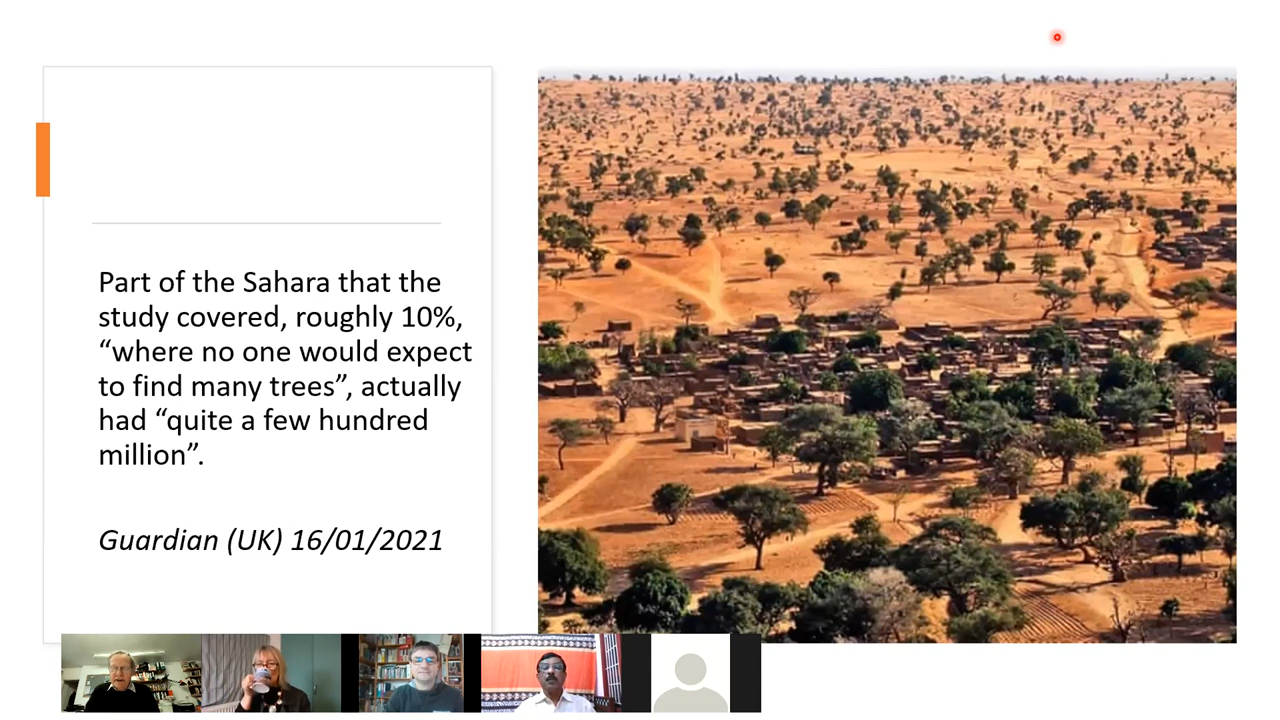 Part of the Sahara that the
study covered, roughly 10%,
“where no one would expect
to find many trees”, actually
had “quite a few hundred
million”.
Guardian (UK) 16/01/2021